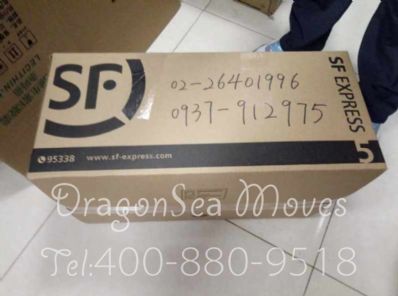 SF
02-26401996
0937-912975
SF EXPRESS
5
95338 www.sf-express.com
DragonSea Moves
Tel:400-880-9518